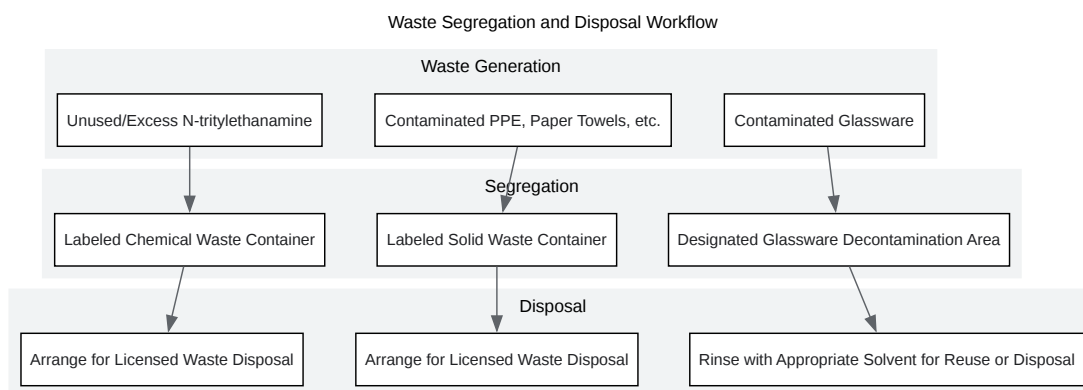 Waste Segregation and Disposal Workflow
Waste Generation
Unused/Excess N-tritylethanamine
Contaminated PPE, Paper Towels, etc.
Contaminated Glassware
Segregation
Labeled Chemical Waste Container
Labeled Solid Waste Container
Designated Glassware Decontamination Area
Disposal
Arrange for Licensed Waste Disposal
Arrange for Licensed Waste Disposal
Rinse with Appropriate Solvent for Reuse or Disposal